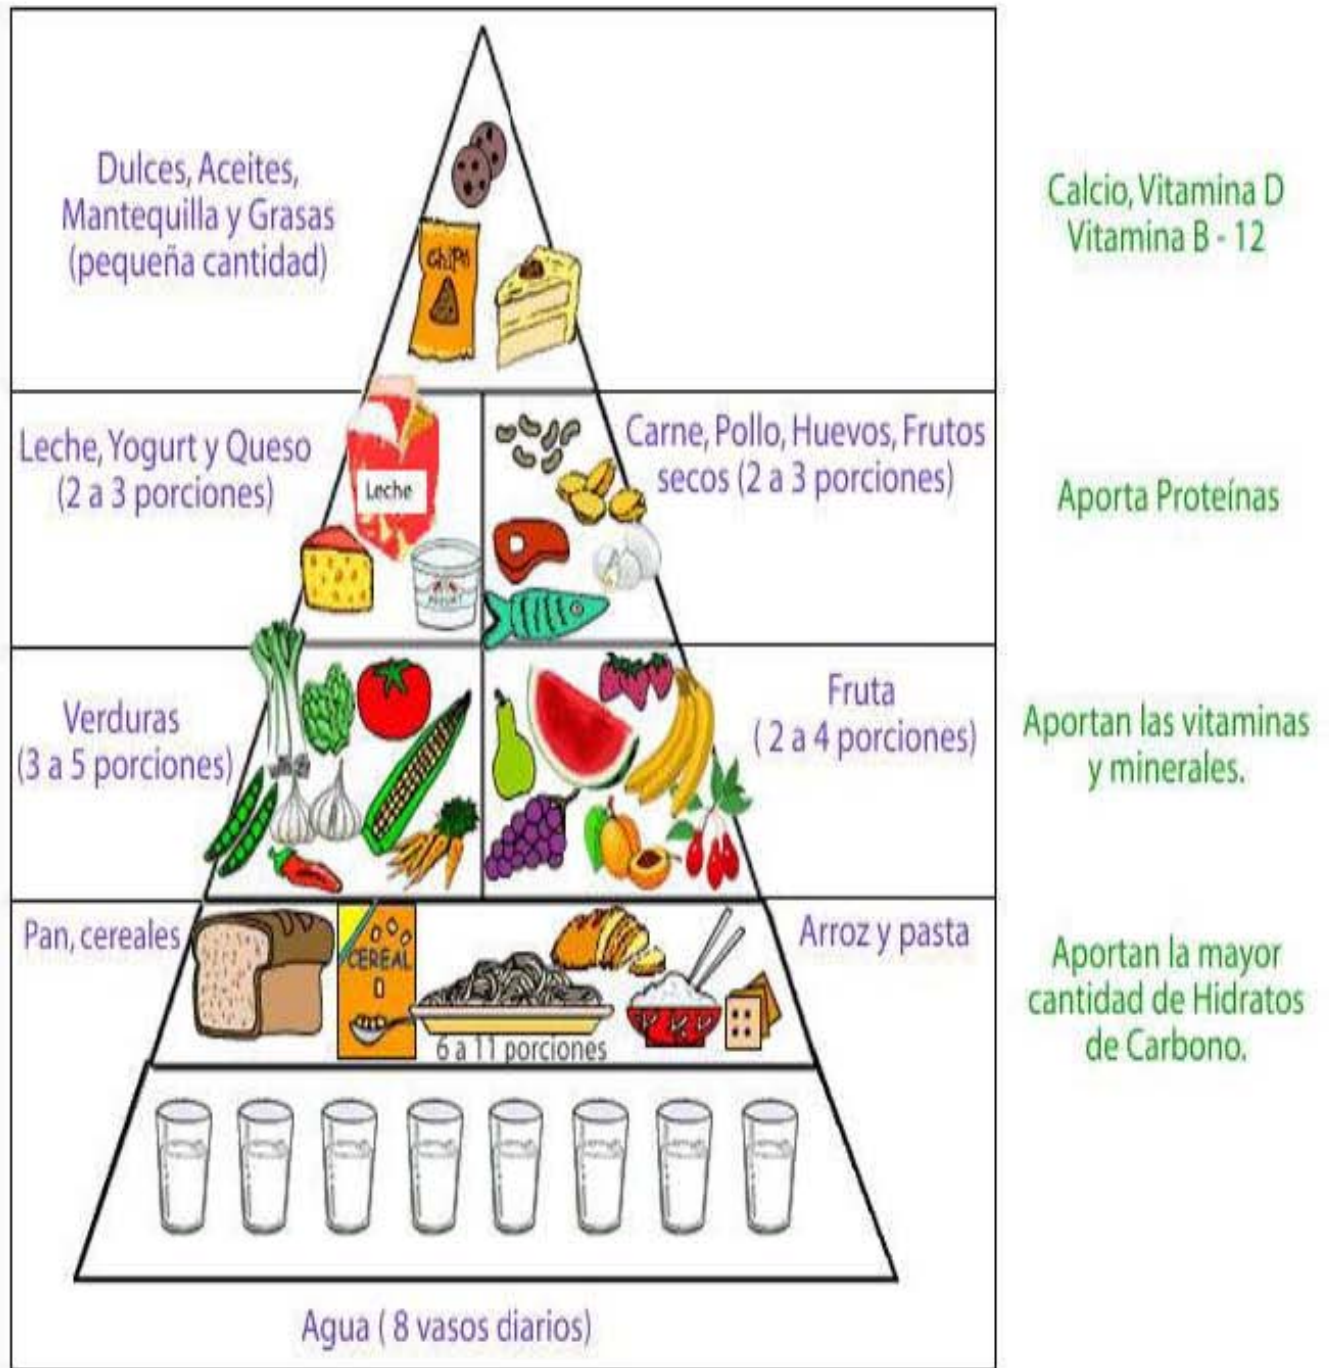 Dulces, Aceites,
Mantequilla y Grasas
(pequeña cantidad)
Chips
Calcio, Vitamina D
Vitamina B - 12
Leche, Yogurt y Queso
(2 a 3 porciones)
Leche
Carne, Pollo, Huevos, Frutos
secos (2 a 3 porciones)
Aporta Proteínas
Verduras
(3 a 5 porciones)
Fruta
( 2 a 4 porciones)
Aportan las vitaminas
y minerales.
Pan, cereales
CEREAL
6 a 11 porciones
Arroz y pasta
Aportan la mayor
cantidad de Hidratos
de Carbono.
Agua ( 8 vasos diarios)